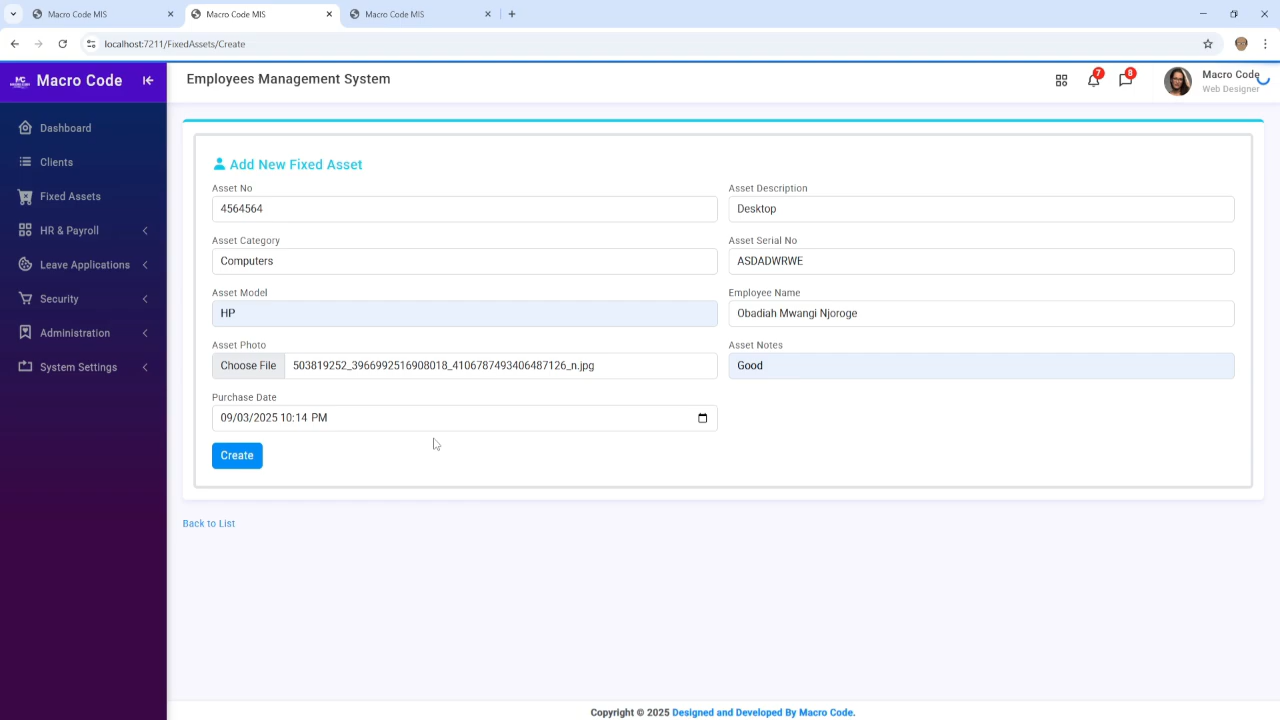 Macro Code MIS
Macro Code MIS
Macro Code MIS
localhost:7211/FixedAssets/Create
Macro Code
Employees Management System
7
8
Macro Code
Web Designer
Dashboard
Clients
Fixed Assets
HR & Payroll
Leave Applications
Security
Administration
System Settings
Add New Fixed Asset
Asset No
4564564
Asset Description
Desktop
Asset Category
Computers
Asset Serial No
ASDADWRWE
Asset Model
HP
Employee Name
Obadiah Mwangi Njoroge
Asset Photo
Choose File 503819252_3966992516908018_4106787493406487126_n.jpg
Asset Notes
Good
Purchase Date
09/03/2025 10:14 PM
Create
Back to List
Copyright © 2025 Designed and Developed By Macro Code.